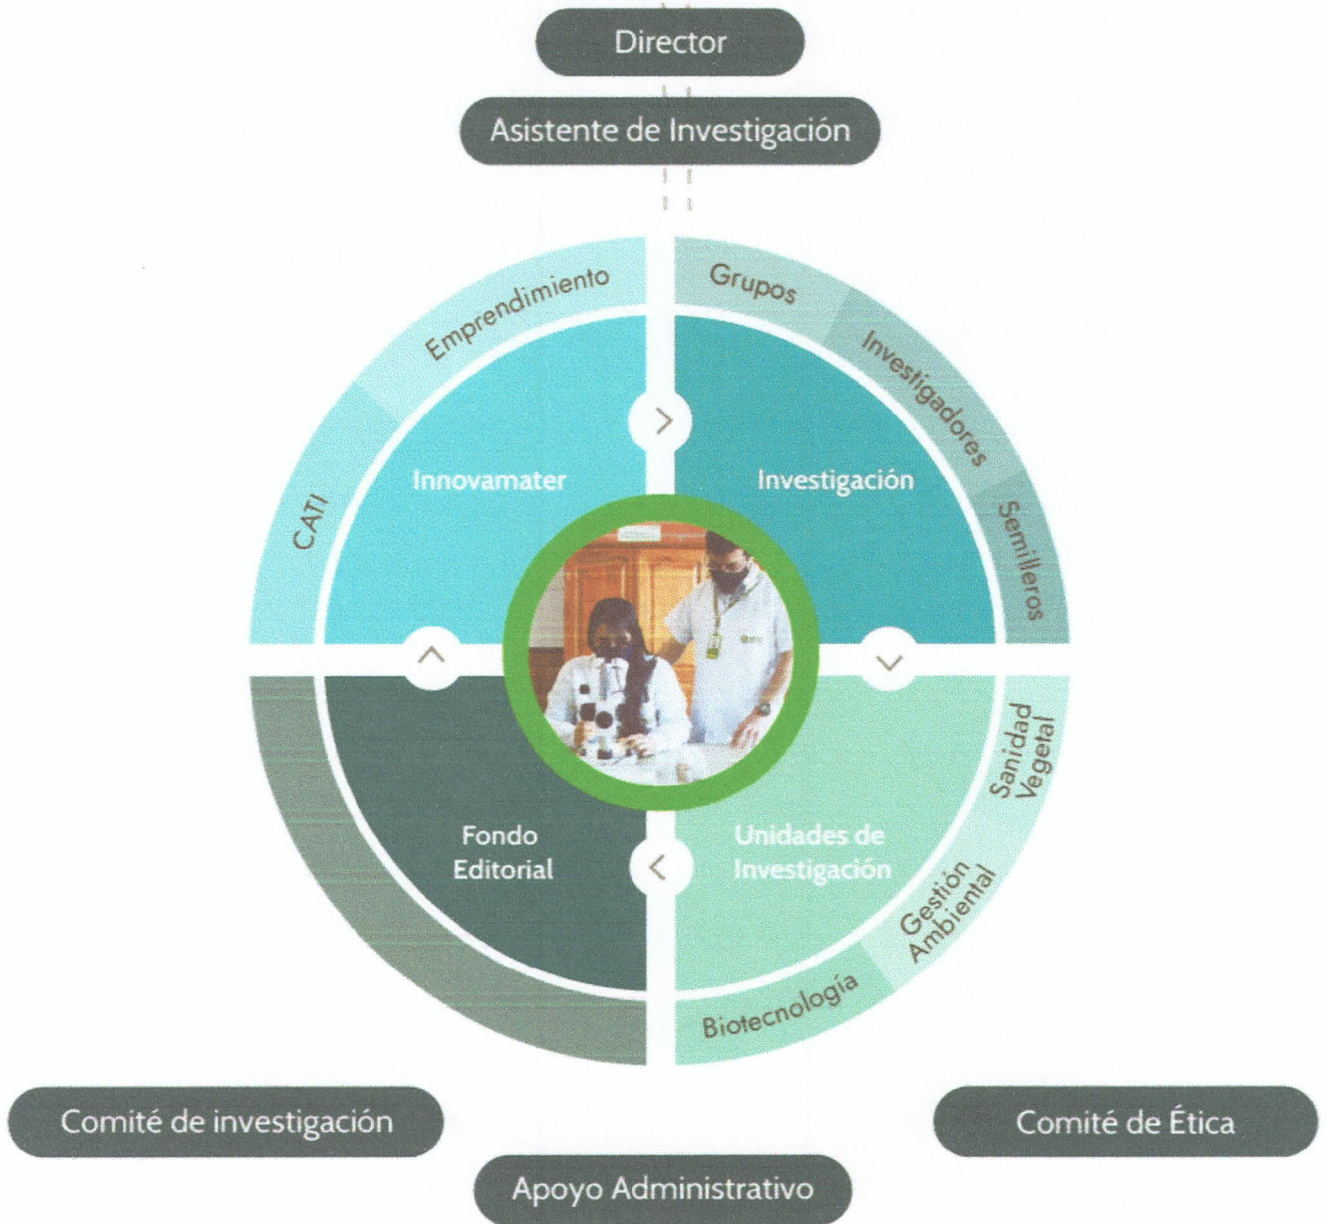 Director
Asistente de Investigación
Emprendimiento
Grupos
Investigadores
CATI
Innovamater
Investigación
Semilleros
Sanidad
Vegetal
Fondo
Editorial
Unidades de
Investigación
Gestión
Ambiental
Biotecnología
Comité de investigación
Comité de Ética
Apoyo Administrativo